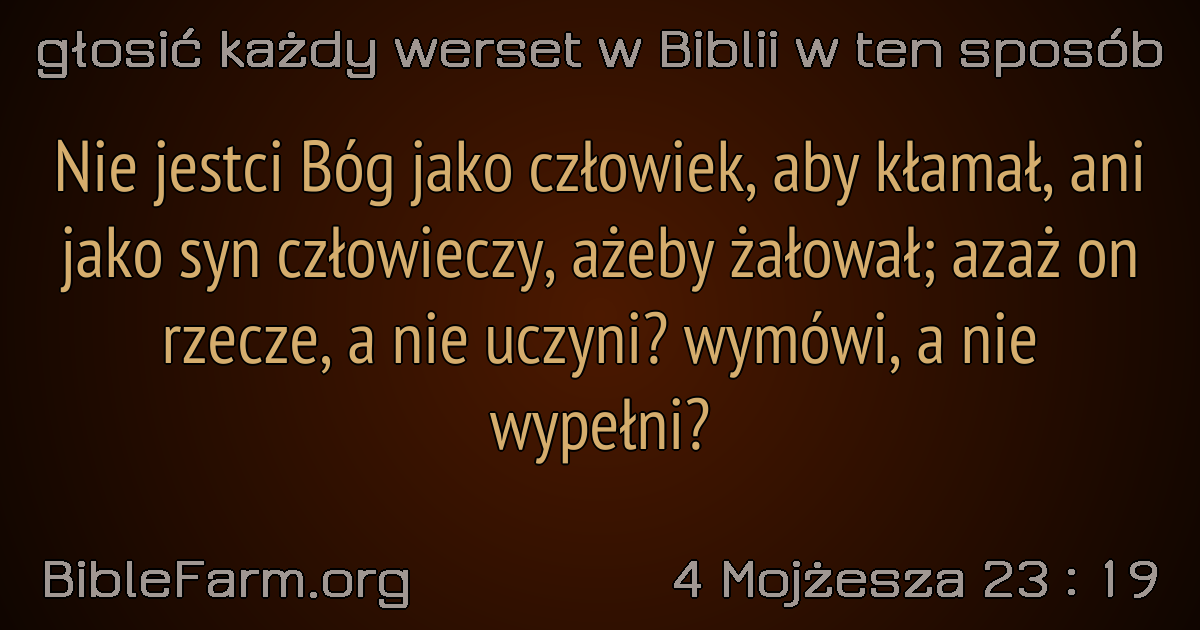 głosić każdy werset w Biblii w ten sposób
Nie jestci Bóg jako człowiek, aby kłamał, ani
jako syn człowieczy, ażeby żałował; azaż on
rzecze, a nie uczyni? wymówi, a nie
wypełni?
BibleFarm.org
4 Mojżesza 23 : 19